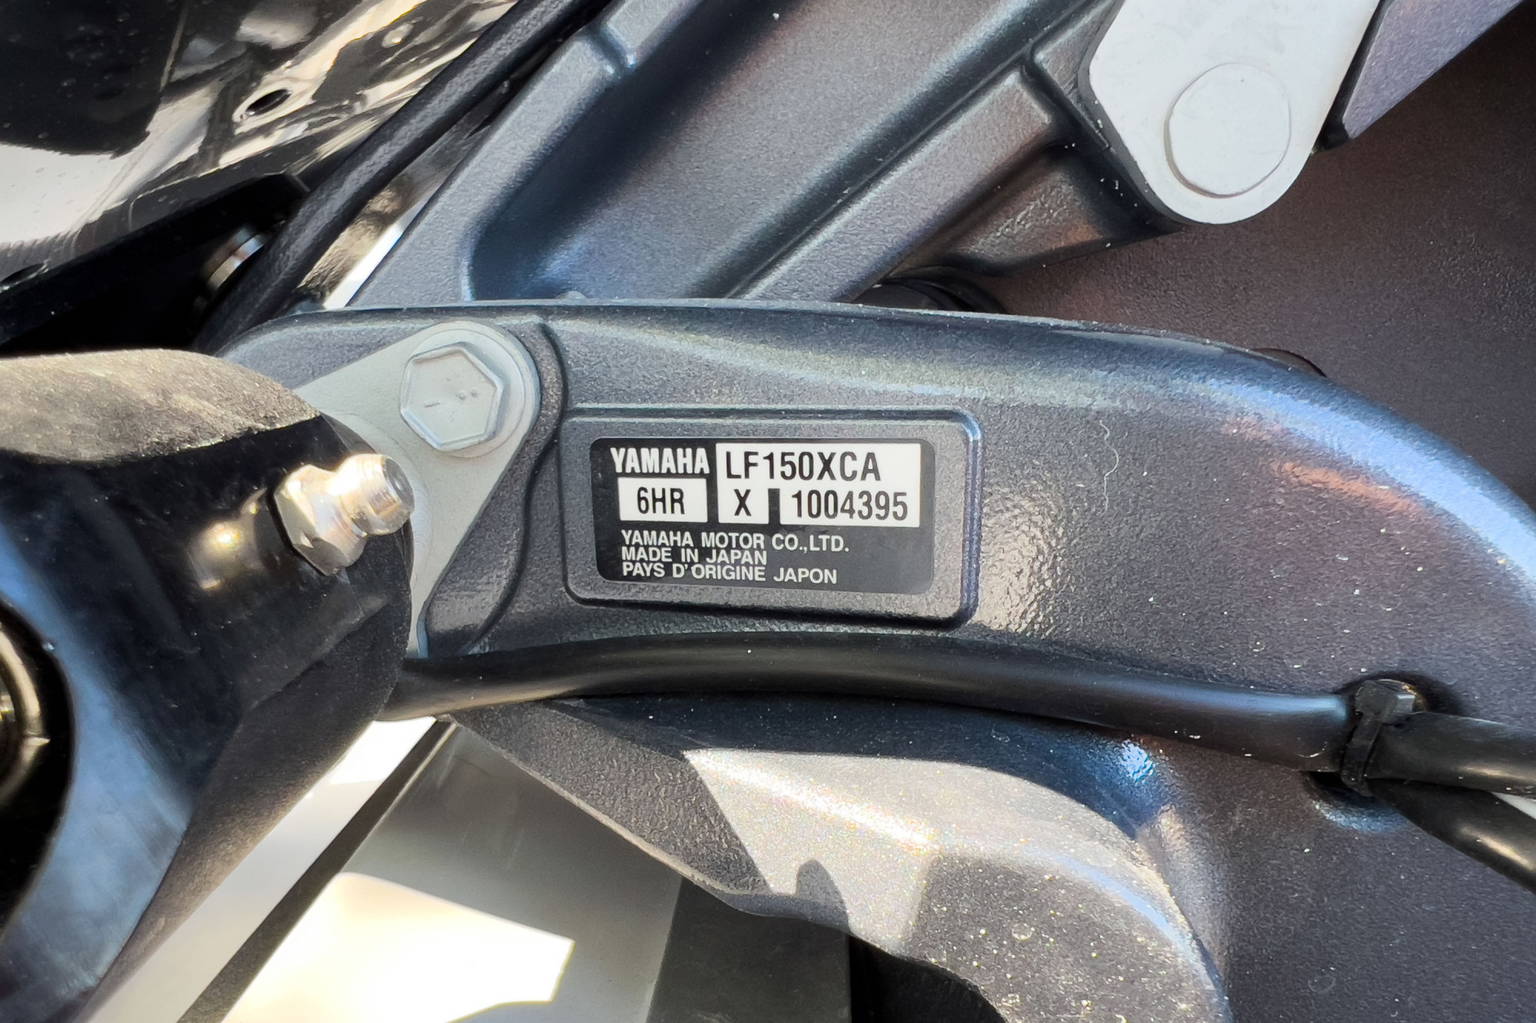 YAMAHA LF150XCA
6HR X 1004395
YAMAHA MOTOR CO.,LTD.
MADE IN JAPAN
PAYS D'ORIGINE JAPON